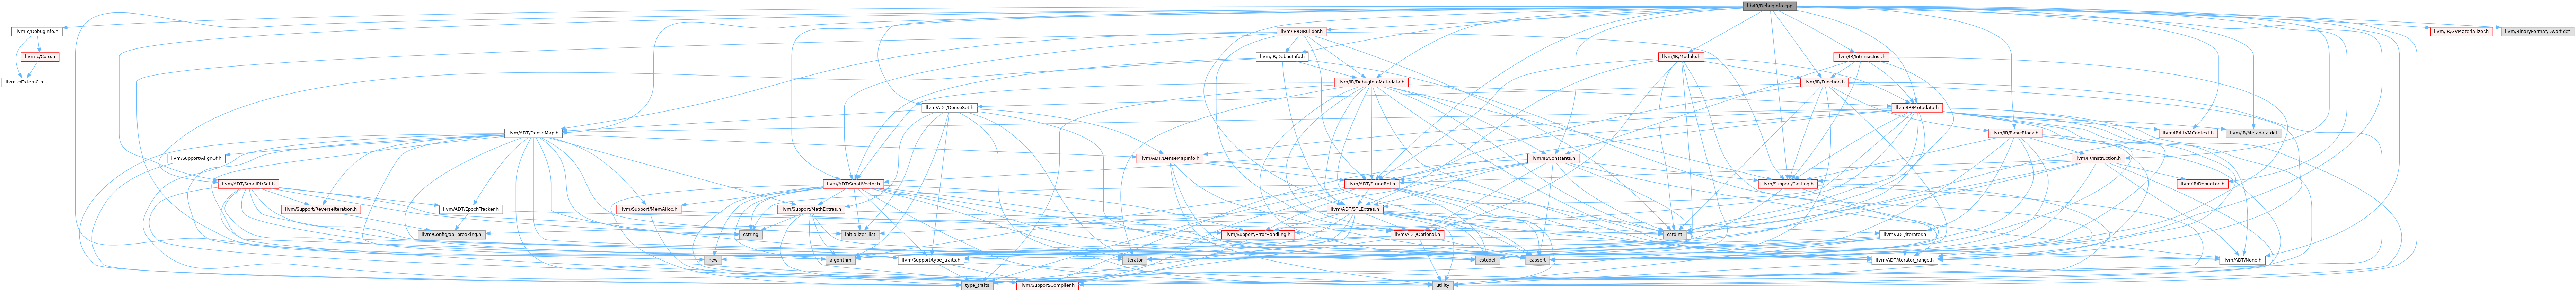 lib/IR/DebugInfo.cpp
llvm-c/DebugInfo.h
llvm/IR/DIBuilder.h
llvm/IR/GVMaterializer.h
llvm/BinaryFormat/Dwarf.def
llvm-c/Core.h
llvm/IR/DebugInfo.h
llvm/IR/Module.h
llvm/IR/IntrinsicInst.h
llvm-c/ExternC.h
llvm/IR/DebugInfoMetadata.h
llvm/IR/Function.h
llvm/ADT/DenseSet.h
llvm/IR/Metadata.h
llvm/ADT/DenseMap.h
llvm/IR/BasicBlock.h
llvm/IR/LLVMContext.h
llvm/IR/Metadata.def
llvm/Support/AlignOf.h
llvm/ADT/DenseMapInfo.h
llvm/IR/Constants.h
llvm/IR/Instruction.h
llvm/ADT/SmallPtrSet.h
llvm/ADT/SmallVector.h
llvm/ADT/StringRef.h
llvm/Support/Casting.h
llvm/IR/DebugLoc.h
llvm/Support/ReverseIteration.h
llvm/ADT/EpochTracker.h
llvm/Support/MemAlloc.h
llvm/Support/MathExtras.h
llvm/ADT/STLExtras.h
llvm/Config/abi-breaking.h
cstring
initializer_list
llvm/Support/ErrorHandling.h
llvm/ADT/Optional.h
cstdint
llvm/ADT/iterator.h
new
algorithm
llvm/Support/type_traits.h
iterator
cstddef
cassert
llvm/ADT/iterator_range.h
llvm/ADT/None.h
type_traits
llvm/Support/Compiler.h
utility